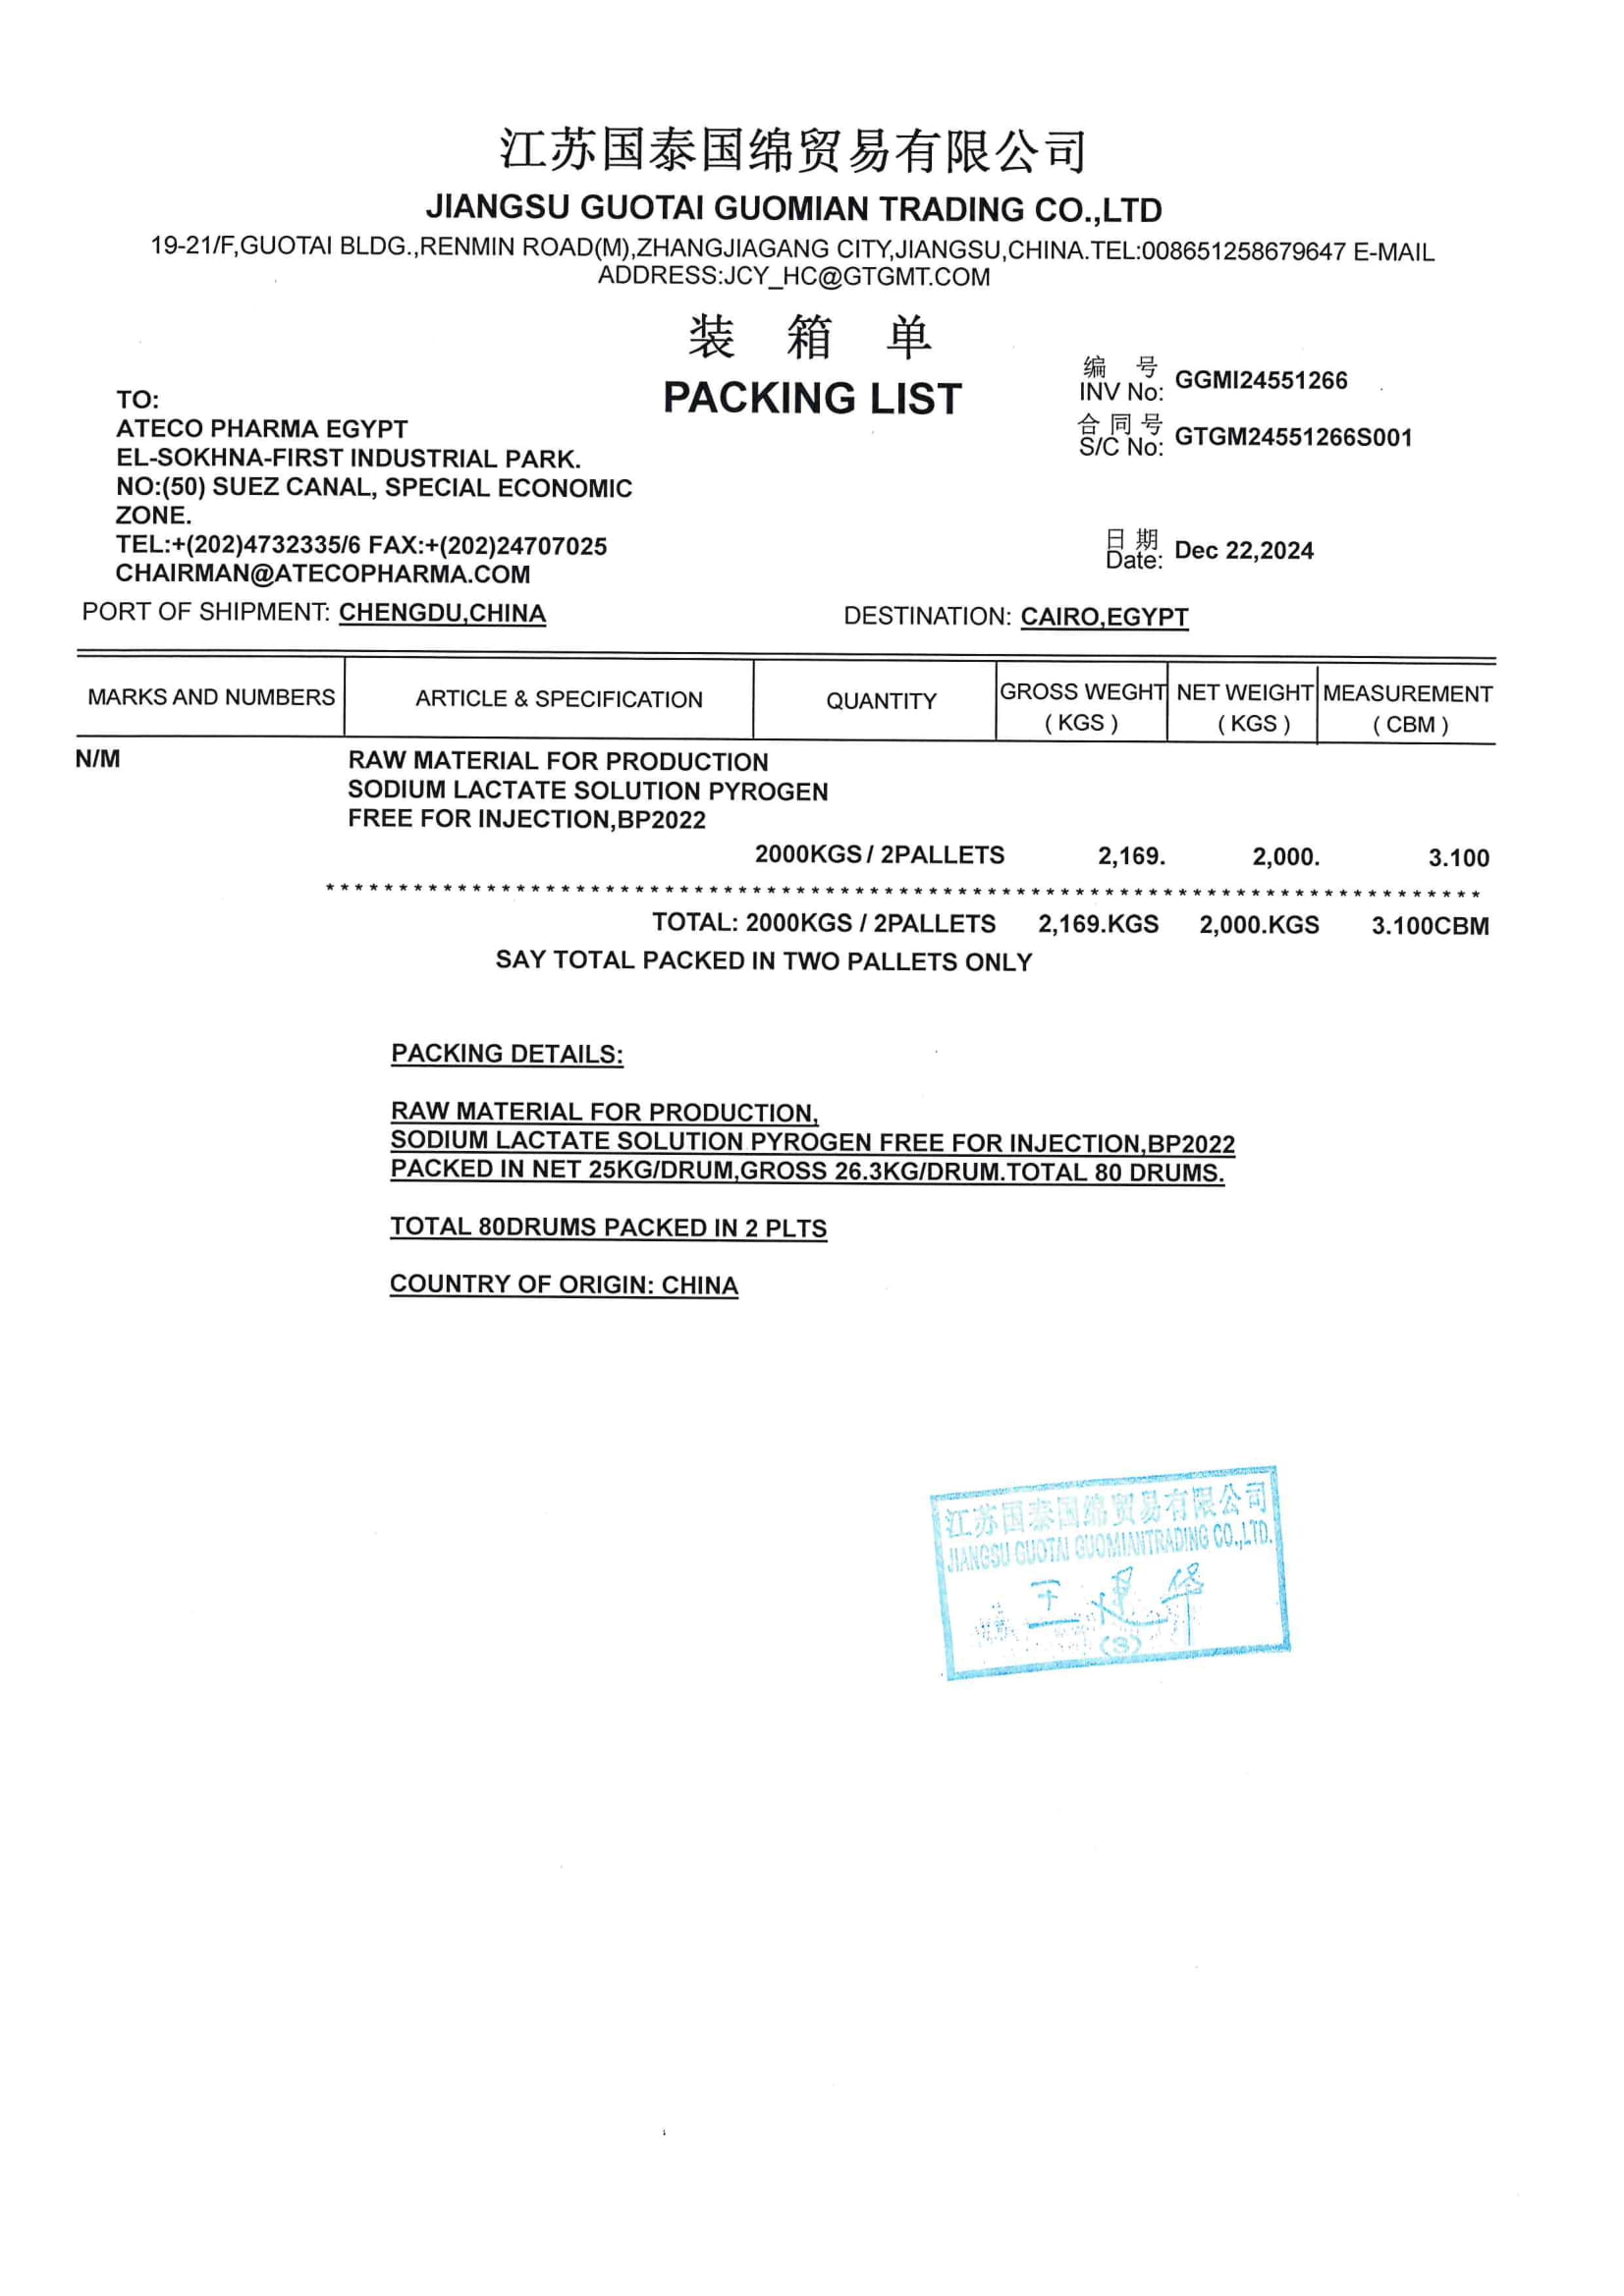 江苏国泰国绵贸易有限公司
JIANGSU GUOTAI GUOMIAN TRADING CO.,LTD
19-21/F,GUOTAI BLDG.,RENMIN ROAD(M),ZHANGJIAGANG CITY,JIANGSU,CHINA.TEL:008651258679647 E-MAIL
ADDRESS:JCY_HC@GTGMT.COM
装 箱 单
PACKING LIST
编 号
INV No: GGMI24551266
合 同 号
S/C No: GTGM24551266S001
日 期
Date: Dec 22,2024
TO:
ATECO PHARMA EGYPT
EL-SOKHNA-FIRST INDUSTRIAL PARK.
NO:(50) SUEZ CANAL, SPECIAL ECONOMIC
ZONE.
TEL:+(202)4732335/6 FAX:+(202)24707025
CHAIRMAN@ATECOPHARMA.COM
PORT OF SHIPMENT: CHENGDU,CHINA DESTINATION: CAIRO,EGYPT
MARKS AND NUMBERS ARTICLE & SPECIFICATION QUANTITY GROSS WEGHT NET WEIGHT MEASUREMENT
( KGS ) ( KGS ) ( CBM )
N/M RAW MATERIAL FOR PRODUCTION
SODIUM LACTATE SOLUTION PYROGEN
FREE FOR INJECTION,BP2022
2000KGS / 2PALLETS 2,169. 2,000. 3.100
TOTAL: 2000KGS / 2PALLETS 2,169.KGS 2,000.KGS 3.100CBM
SAY TOTAL PACKED IN TWO PALLETS ONLY
PACKING DETAILS:
RAW MATERIAL FOR PRODUCTION,
SODIUM LACTATE SOLUTION PYROGEN FREE FOR INJECTION,BP2022
PACKED IN NET 25KG/DRUM,GROSS 26.3KG/DRUM.TOTAL 80 DRUMS.
TOTAL 80DRUMS PACKED IN 2 PLTS
COUNTRY OF ORIGIN: CHINA
江苏国泰国绵贸易有限公司
JIANGSU GUOTAI GUOMIANTRADING CO.,LTD.
(3)